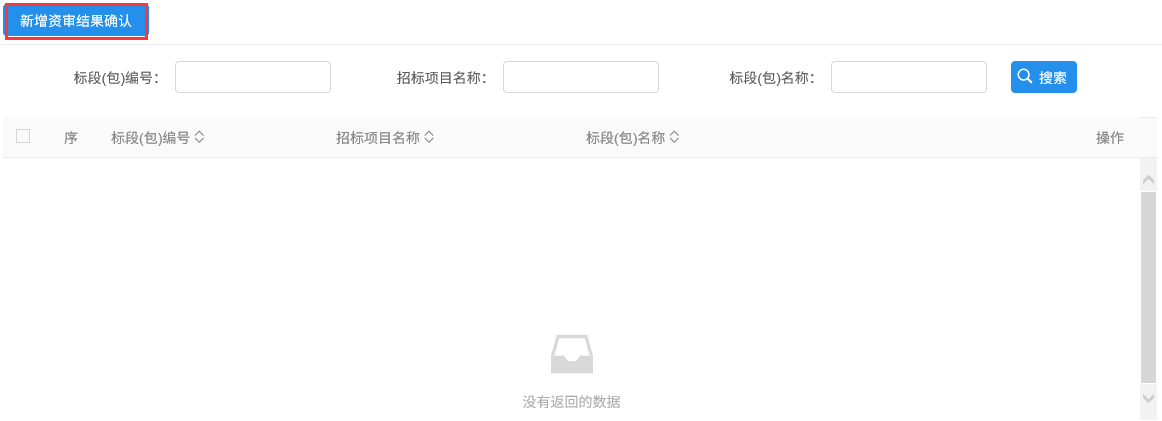 新增资审结果确认
标段(包)编号： 招标项目名称： 标段(包)名称： 搜索
序 标段(包)编号 招标项目名称 标段(包)名称 操作
没有返回的数据